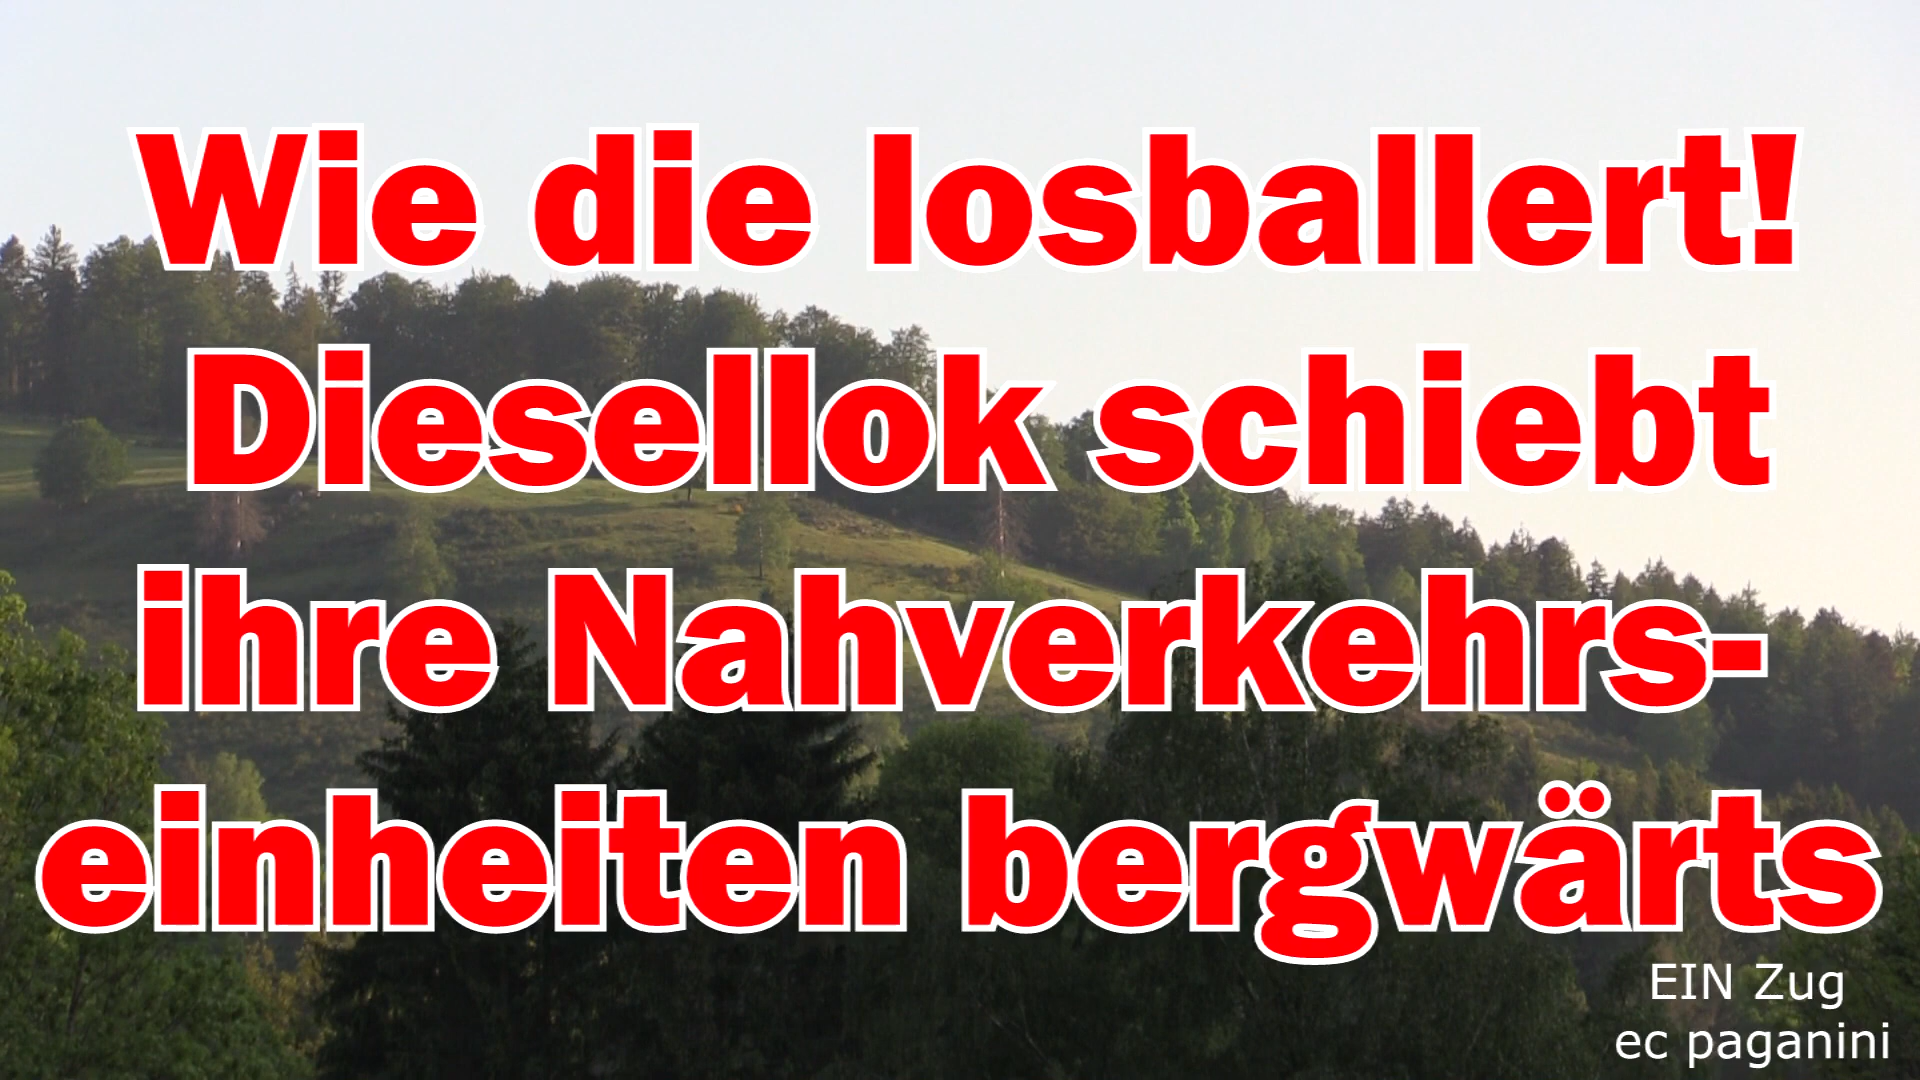 Wie die losballert!
Diesellok schiebt
ihre Nahverkehrs-
einheiten bergwärts
EIN Zug
ec paganini